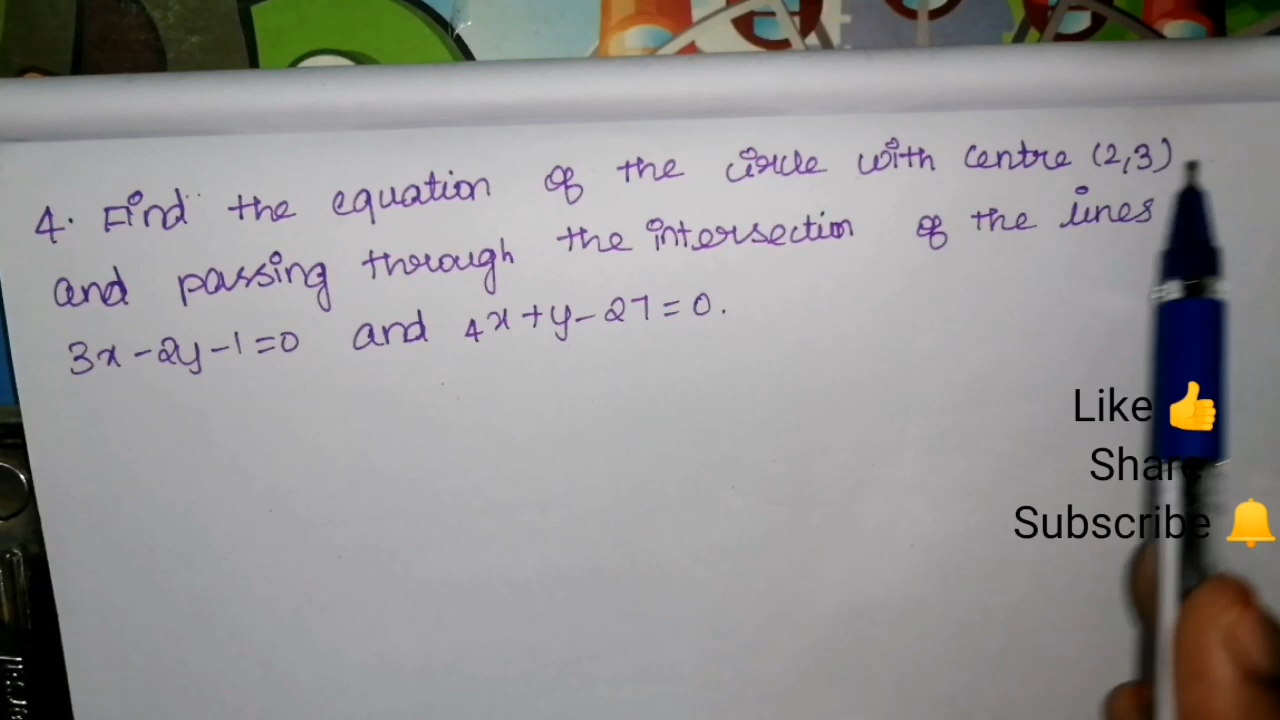 4. Find the equation of the circle with centre (2,3)
and passing through the intersection of the lines
3x-2y-1=0 and 4x+y-27=0.
Like 👍
Share
Subscribe 🔔